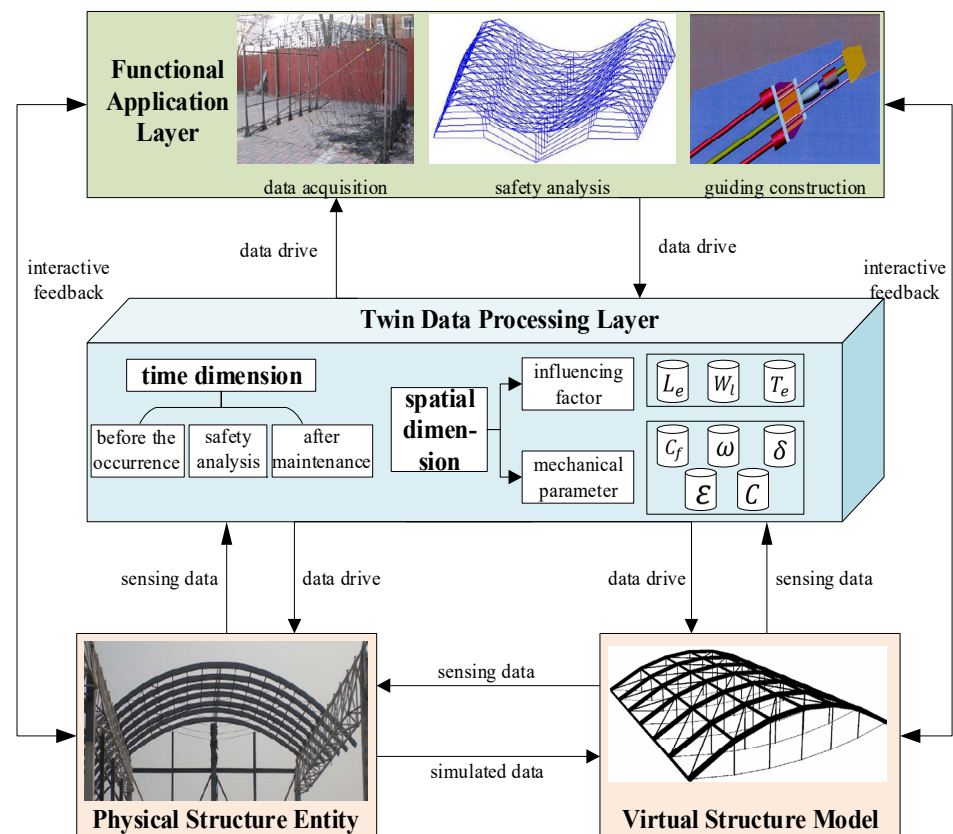 Functional
Application
Layer
data acquisition
safety analysis
guiding construction
data drive
data drive
interactive
feedback
interactive
feedback
Twin Data Processing Layer
time dimension
before the
occurrence
safety
analysis
after
maintenance
spatial
dimen-
sion
influencing
factor
mechanical
parameter
L_e
W_l
T_e
C_f
ω
δ
ε
C
sensing data
data drive
data drive
sensing data
sensing data
simulated data
Physical Structure Entity
Virtual Structure Model